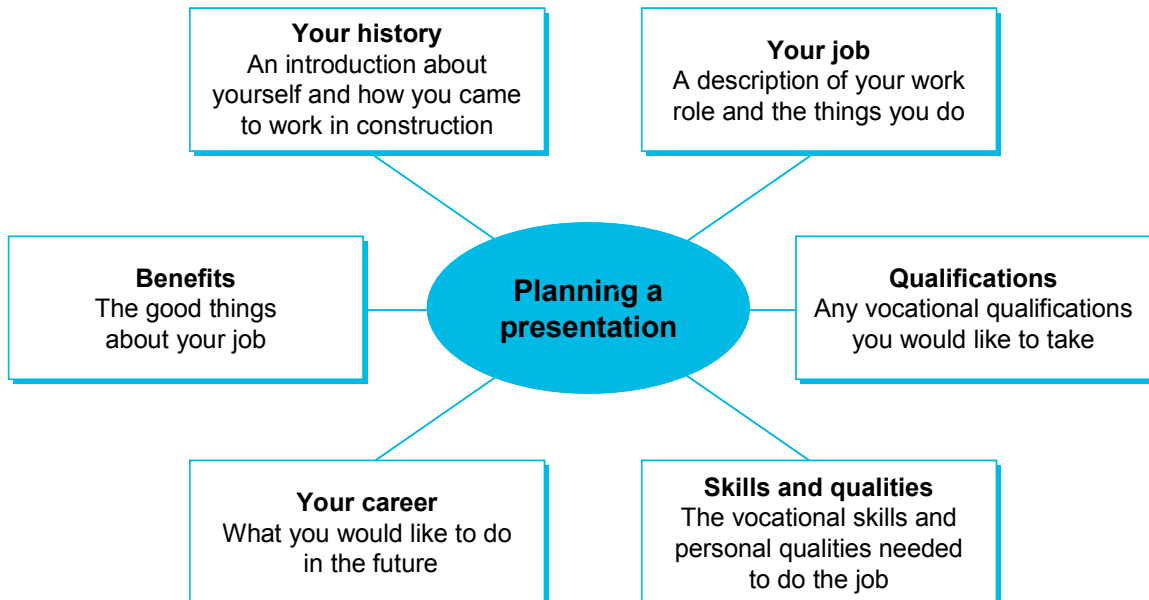 Your history
An introduction about
yourself and how you came
to work in construction
Your job
A description of your work
role and the things you do
Benefits
The good things
about your job
Planning a
presentation
Qualifications
Any vocational qualifications
you would like to take
Your career
What you would like to do
in the future
Skills and qualities
The vocational skills and
personal qualities needed
to do the job